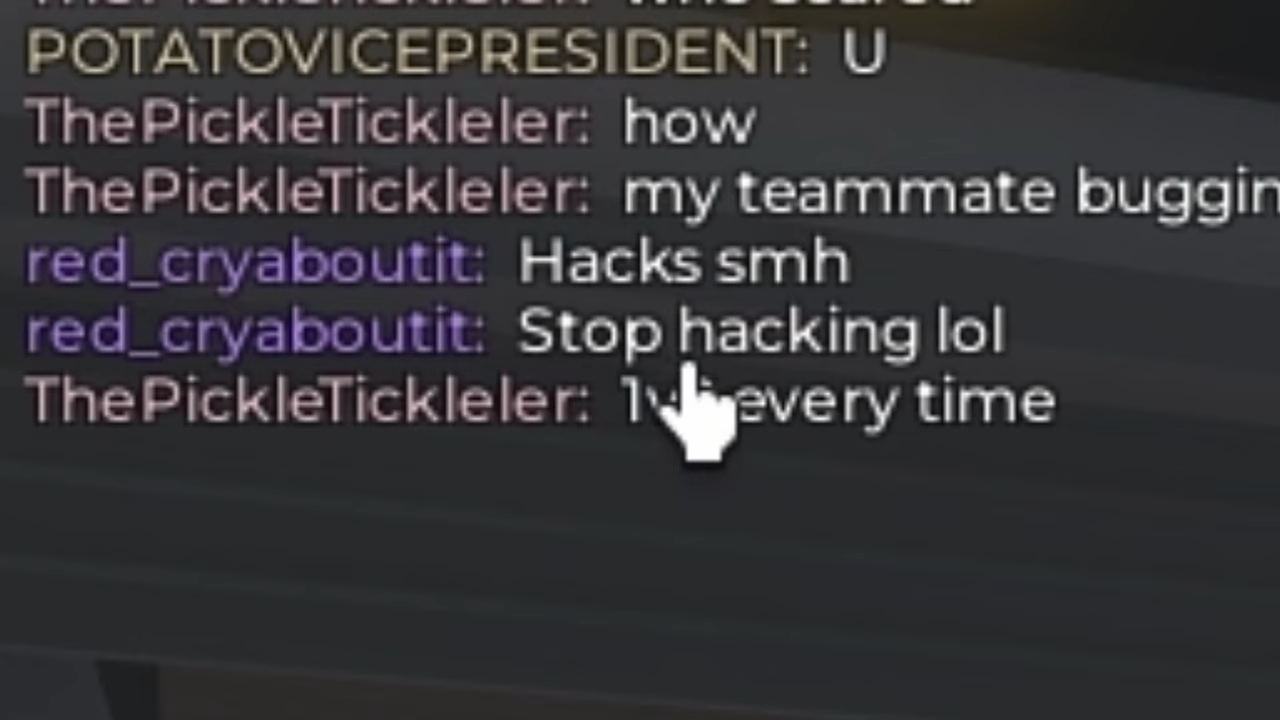 POTATOVICEPRESIDENT: U
ThePickleTickleler: how
ThePickleTickleler: my teammate buggin
red_cryaboutit: Hacks smh
red_cryaboutit: Stop hacking lol
ThePickleTickleler: every time